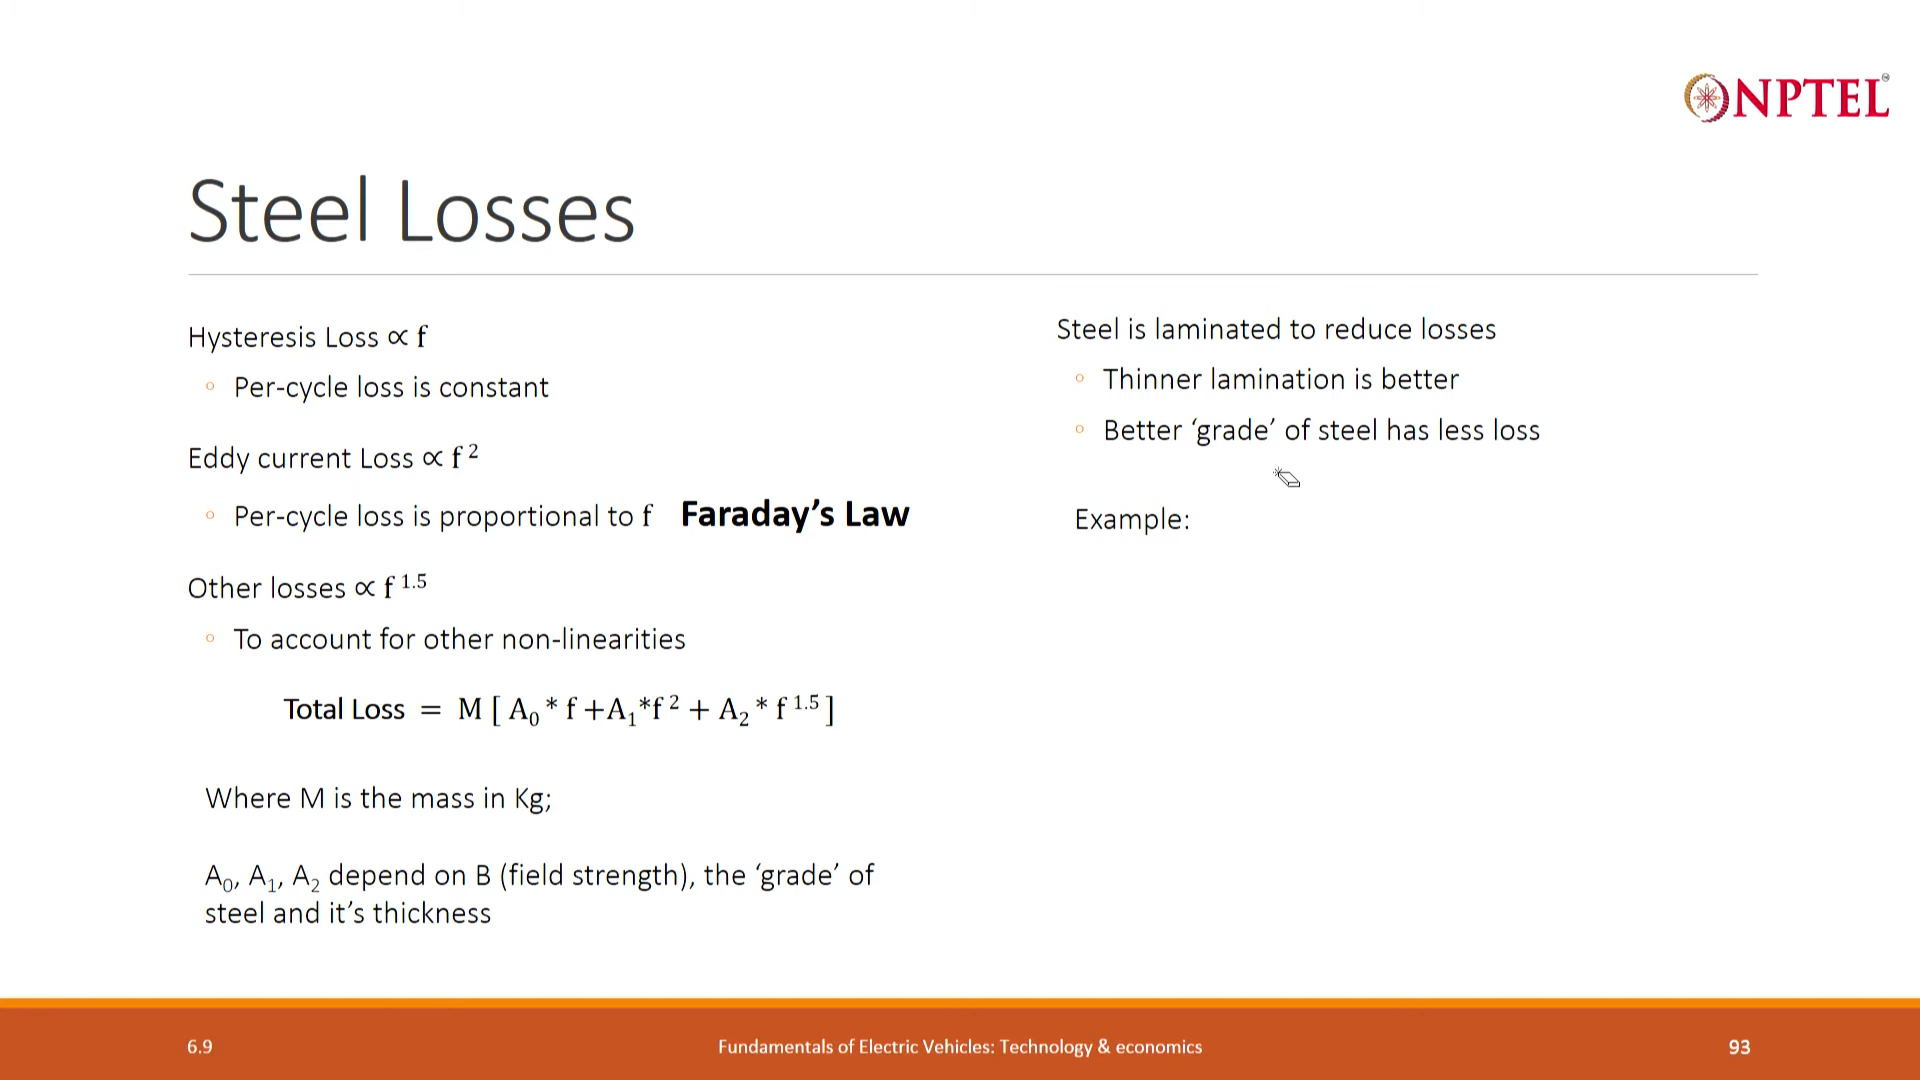 NPTEL
Steel Losses
Hysteresis Loss ∝ f
◦ Per-cycle loss is constant
Eddy current Loss ∝ f ²
◦ Per-cycle loss is proportional to f Faraday’s Law
Other losses ∝ f ¹·⁵
◦ To account for other non-linearities
Total Loss = M [ A₀ * f +A₁*f ² + A₂ * f ¹·⁵ ]
Where M is the mass in Kg;
A₀, A₁, A₂ depend on B (field strength), the ‘grade’ of
steel and it’s thickness
Steel is laminated to reduce losses
◦ Thinner lamination is better
◦ Better ‘grade’ of steel has less loss
Example:
6.9
Fundamentals of Electric Vehicles: Technology & economics
93